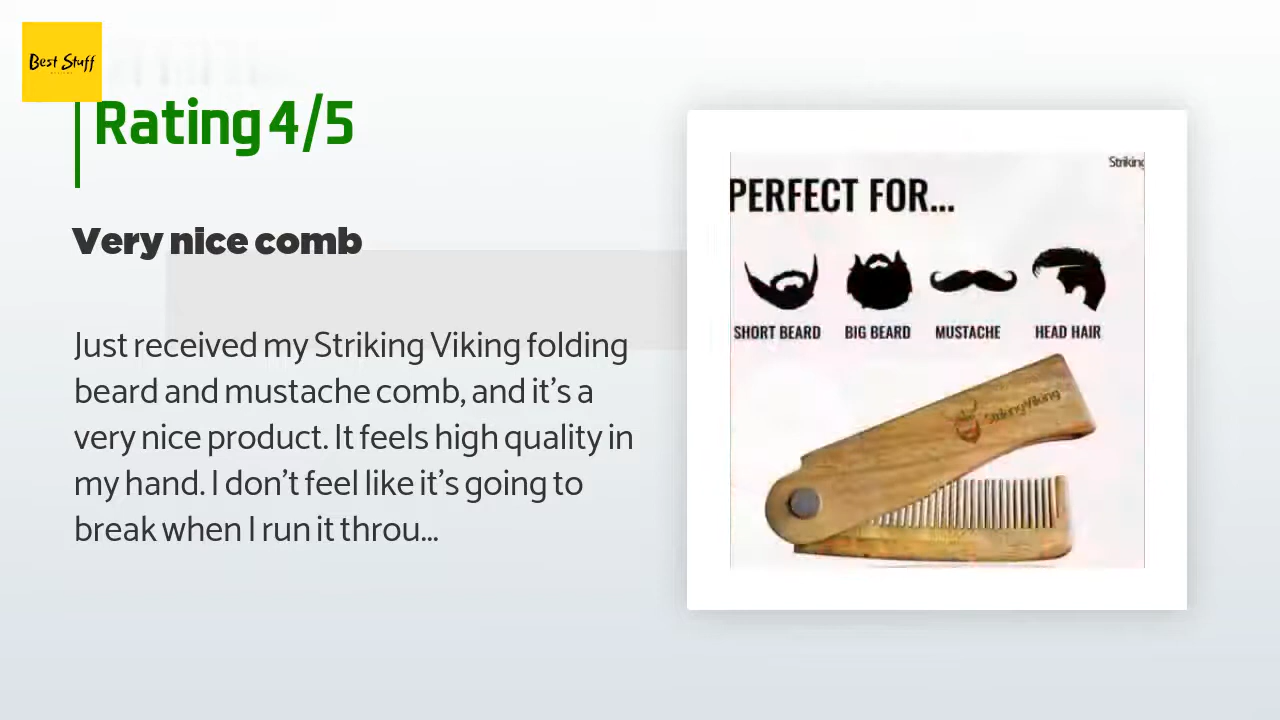 Best Stuff
Rating 4/5
Very nice comb
Just received my Striking Viking folding
beard and mustache comb, and it's a
very nice product. It feels high quality in
my hand. I don't feel like it's going to
break when I run it throu...
Striking
PERFECT FOR...
SHORT BEARD BIG BEARD MUSTACHE HEAD HAIR
Striking Viking